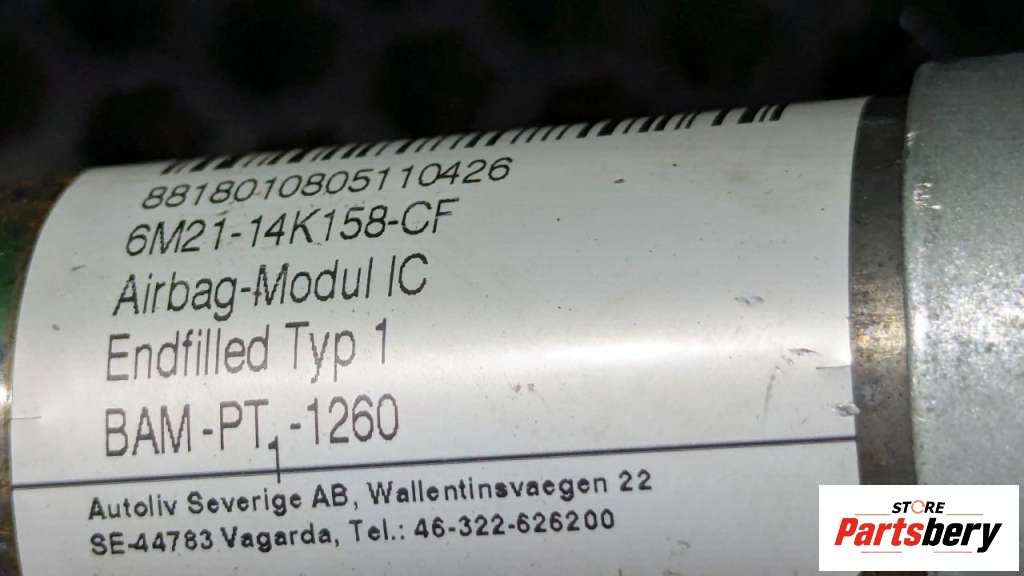 8818010805110426
6M21-14K158-CF
Airbag-Modul IC
Endfilled Typ 1
BAM-PT1-1260
Autoliv Severige AB, Wallentinsvaegen 22
SE-44783 Vagarda, Tel.: 46-322-626200
STORE
Partsbery